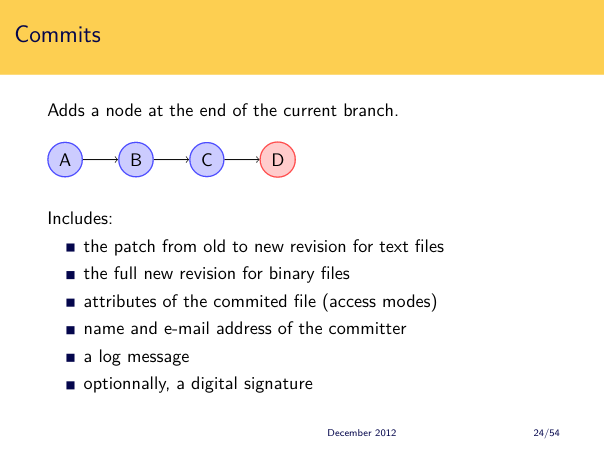 Commits
Adds a node at the end of the current branch.
A B C D
Includes:
the patch from old to new revision for text files
the full new revision for binary files
attributes of the commited file (access modes)
name and e-mail address of the committer
a log message
optionnally, a digital signature
December 2012 24/54